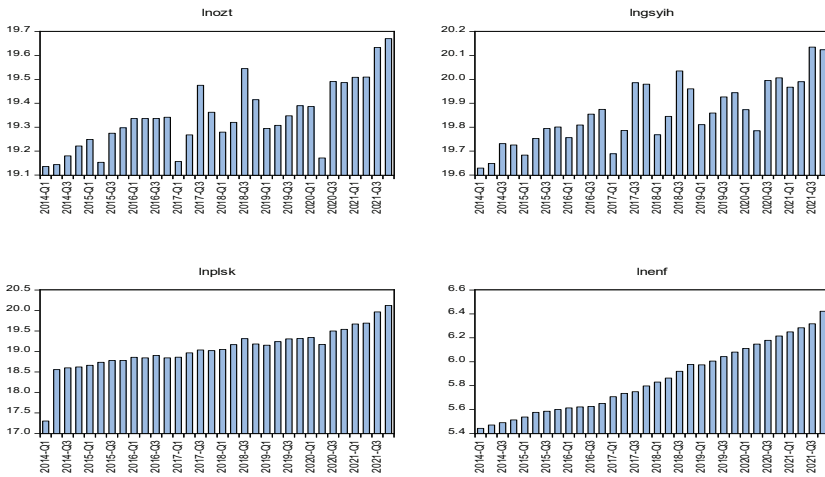 lnozt
19.7
19.6
19.5
19.4
19.3
19.2
19.1
2014-Q1
2014-Q3
2015-Q1
2015-Q3
2016-Q1
2016-Q3
2017-Q1
2017-Q3
2018-Q1
2018-Q3
2019-Q1
2019-Q3
2020-Q1
2020-Q3
2021-Q1
2021-Q3
lngsyih
20.2
20.1
20.0
19.9
19.8
19.7
19.6
2014-Q1
2014-Q3
2015-Q1
2015-Q3
2016-Q1
2016-Q3
2017-Q1
2017-Q3
2018-Q1
2018-Q3
2019-Q1
2019-Q3
2020-Q1
2020-Q3
2021-Q1
2021-Q3
lnplsk
20.5
20.0
19.5
19.0
18.5
18.0
17.5
17.0
2014-Q1
2014-Q3
2015-Q1
2015-Q3
2016-Q1
2016-Q3
2017-Q1
2017-Q3
2018-Q1
2018-Q3
2019-Q1
2019-Q3
2020-Q1
2020-Q3
2021-Q1
2021-Q3
lnenf
6.6
6.4
6.2
6.0
5.8
5.6
5.4
2014-Q1
2014-Q3
2015-Q1
2015-Q3
2016-Q1
2016-Q3
2017-Q1
2017-Q3
2018-Q1
2018-Q3
2019-Q1
2019-Q3
2020-Q1
2020-Q3
2021-Q1
2021-Q3